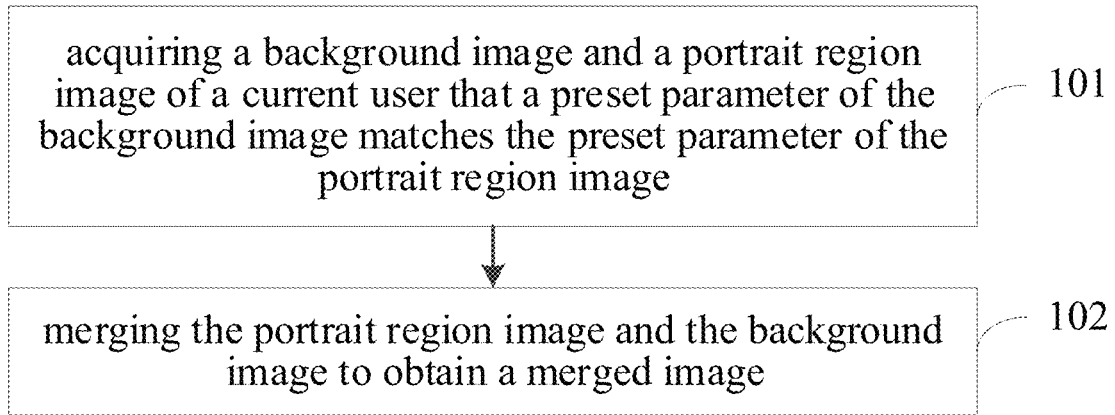 acquiring a background image and a portrait region
image of a current user that a preset parameter of the
background image matches the preset parameter of the
portrait region image
101
merging the portrait region image and the background
image to obtain a merged image
102